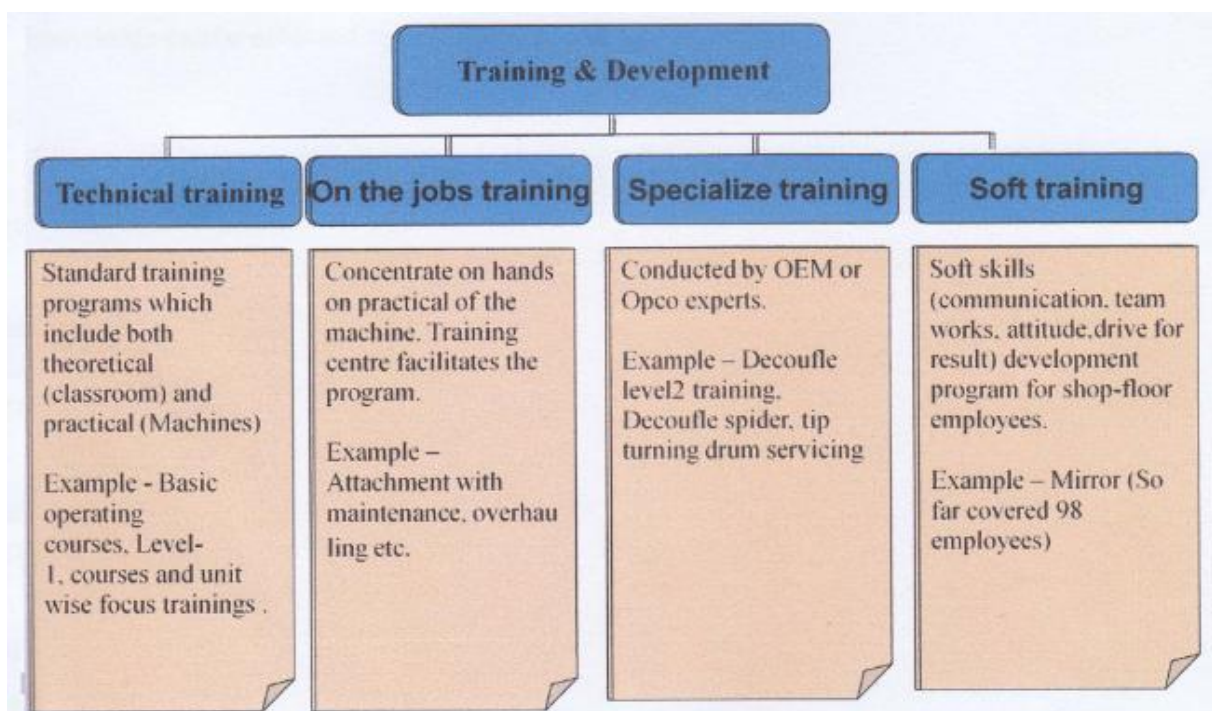 Training & Development
Technical training
On the jobs training
Specialize training
Soft training
Standard training
programs which
include both
theoretical
(classroom) and
practical (Machines)
Example - Basic
operating
courses, Level-
1, courses and unit
wise focus trainings .
Concentrate on hands
on practical of the
machine. Training
centre facilitates the
program.
Example –
Attachment with
maintenance, overhau
ling etc.
Conducted by OEM or
Opco experts.
Example – Decoufle
level2 training,
Decoufle spider, tip
turning drum servicing
Soft skills
(communication, team
works, attitude,drive for
result) development
program for shop-floor
employees.
Example – Mirror (So
far covered 98
employees)